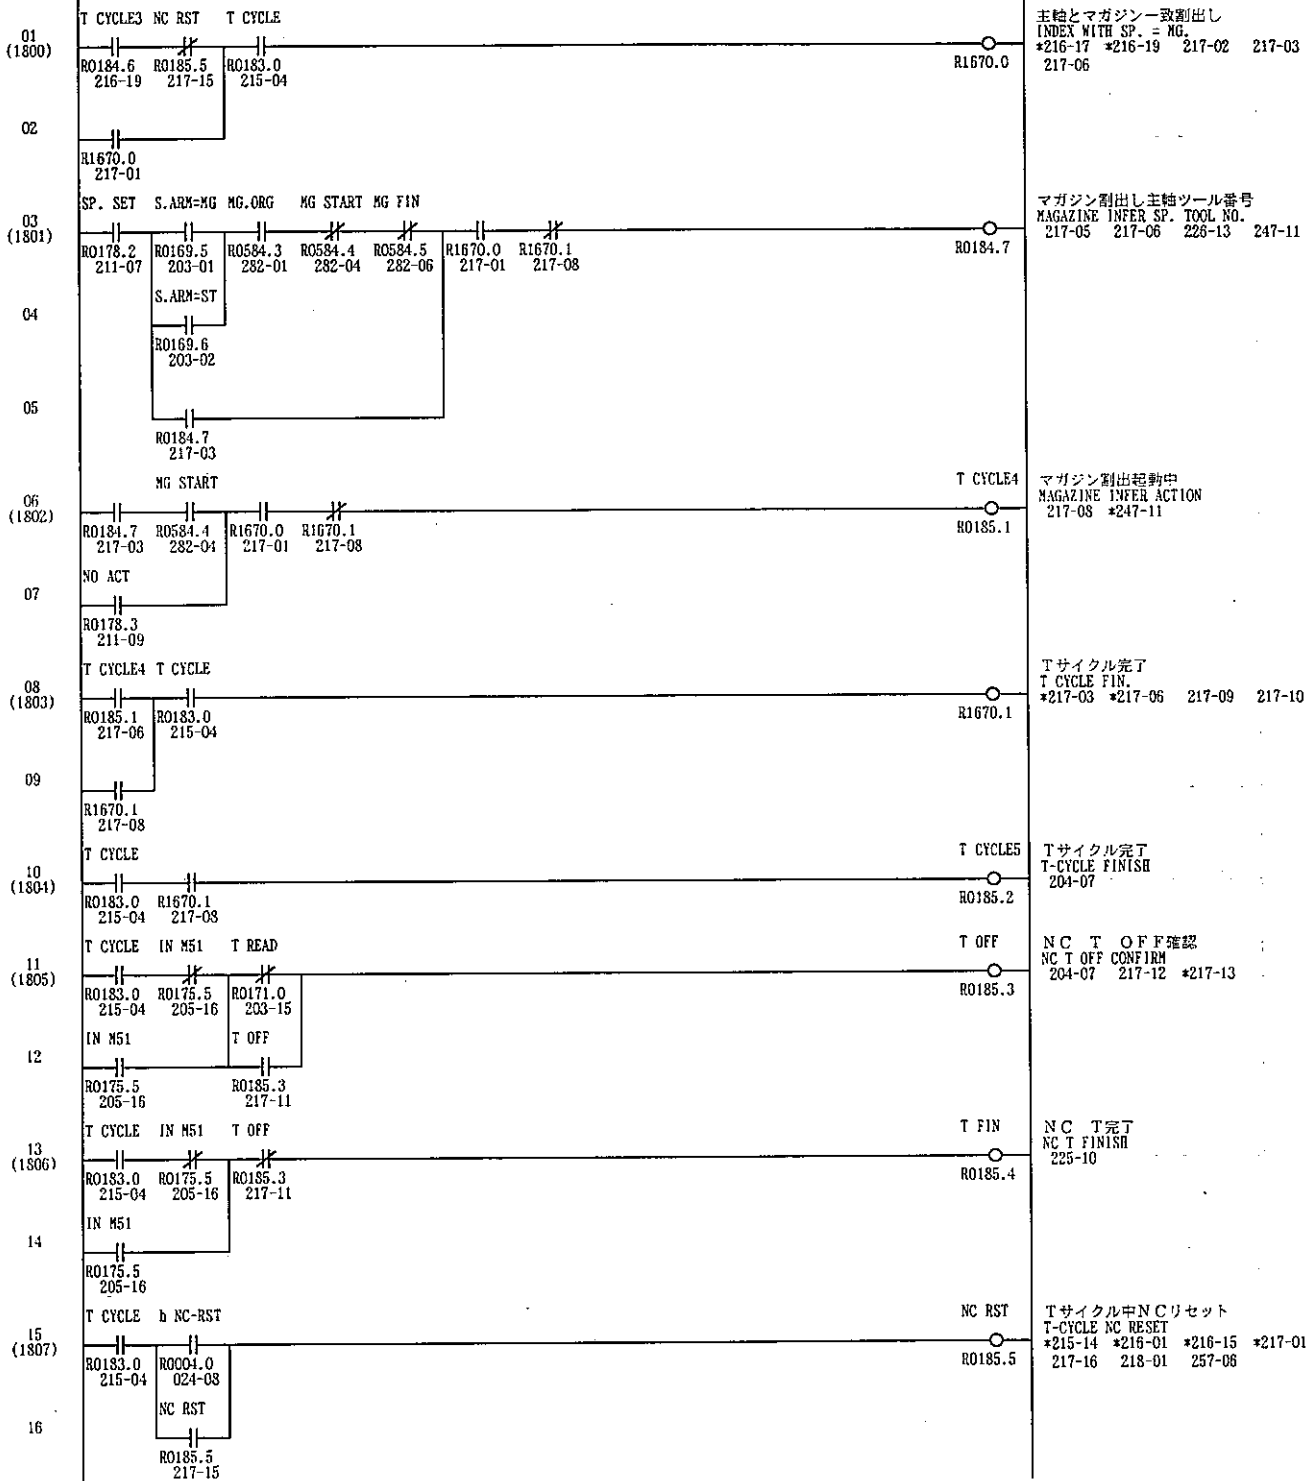 T CYCLE3 NC RST T CYCLE
01
(1800)
R0184.6 R0185.5 R0183.0
216-19 217-15 215-04
R1670.0
主軸とマガジン一致割出し
INDEX WITH SP. = MG.
*216-17 *216-19 217-02 217-03
217-06
02
R1670.0
217-01
SP. SET S.ARM=MG MG.ORG MG START MG FIN
03
(1801)
R0178.2 R0169.5 R0584.3 R0584.4 R0584.5 R1670.0 R1670.1
211-07 203-01 282-01 282-04 282-06 217-01 217-08
R0184.7
マガジン割出し主軸ツール番号
MAGAZINE INFER SP. TOOL NO.
217-05 217-06 226-13 247-11
S.ARM=ST
04
R0169.6
203-02
05
R0184.7
217-03
MG START
06
(1802)
R0184.7 R0584.4 R1670.0 R1670.1
217-03 282-04 217-01 217-08
T CYCLE4
R0185.1
マガジン割出起動中
MAGAZINE INFER ACTION
217-08 *247-11
NO ACT
07
R0178.3
211-09
T CYCLE4 T CYCLE
08
(1803)
R0185.1 R0183.0
217-06 215-04
R1670.1
Tサイクル完了
T CYCLE FIN.
*217-03 *217-06 217-09 217-10
09
R1670.1
217-08
T CYCLE
10
(1804)
R0183.0 R1670.1
215-04 217-08
T CYCLE5
R0185.2
Tサイクル完了
T-CYCLE FINISH
204-07
T CYCLE IN M51 T READ
11
(1805)
R0183.0 R0175.5 R0171.0
215-04 205-16 203-15
T OFF
R0185.3
NC T OFF確認
NC T OFF CONFIRM
204-07 217-12 *217-13
IN M51 T OFF
12
R0175.5 R0185.3
205-16 217-11
T CYCLE IN M51 T OFF
13
(1806)
R0183.0 R0175.5 R0185.3
215-04 205-16 217-11
T FIN
R0185.4
NC T完了
NC T FINISH
225-10
IN M51
14
R0175.5
205-16
T CYCLE h NC-RST
15
(1807)
R0183.0 R0004.0
215-04 024-08
NC RST
R0185.5
Tサイクル中NCリセット
T-CYCLE NC RESET
*215-14 *216-01 *216-15 *217-01
217-16 218-01 257-06
NC RST
16
R0185.5
217-15